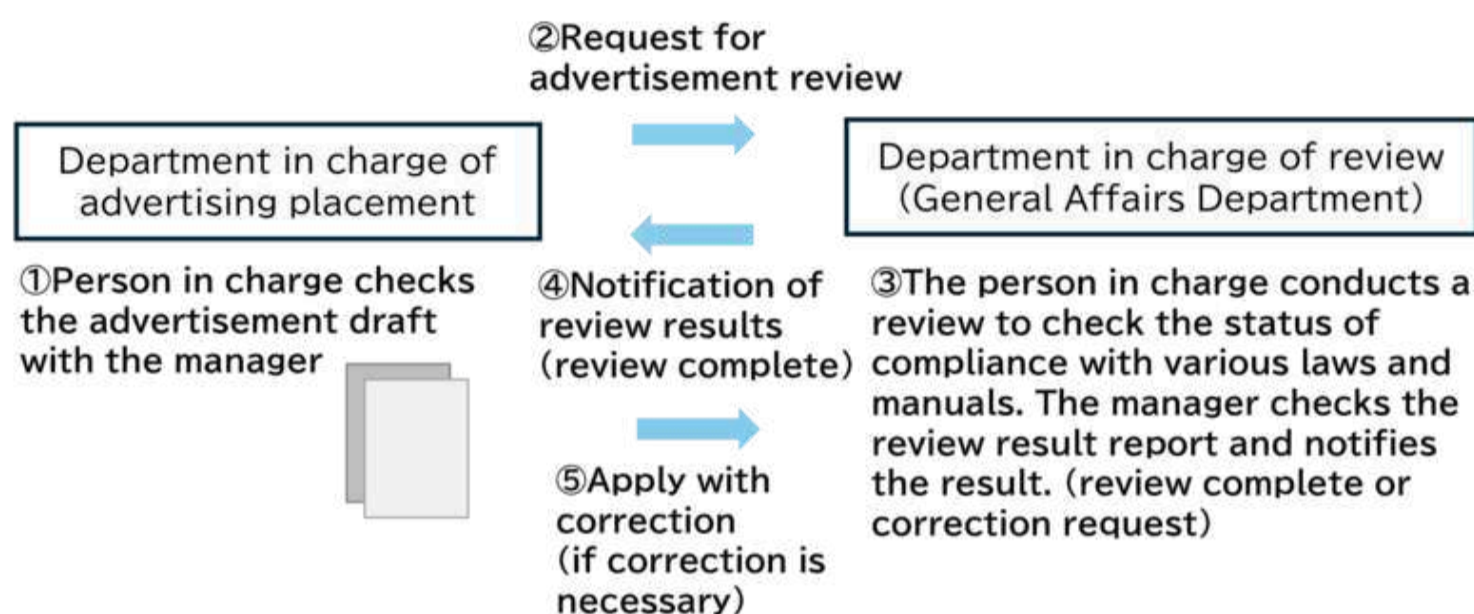 ②Request for
advertisement review
Department in charge of
advertising placement
Department in charge of review
(General Affairs Department)
①Person in charge checks
the advertisement draft
with the manager
④Notification of
review results
(review complete)
③The person in charge conducts a
review to check the status of
compliance with various laws and
manuals. The manager checks the
review result report and notifies
the result. (review complete or
correction request)
⑤Apply with
correction
(if correction is
necessary)